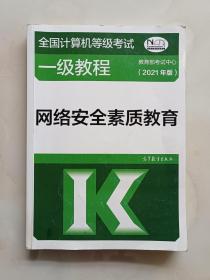 全国计算机等级考试
一级教程
教育部考试中心
（2021年版）
网络安全素质教育
高等教育出版社